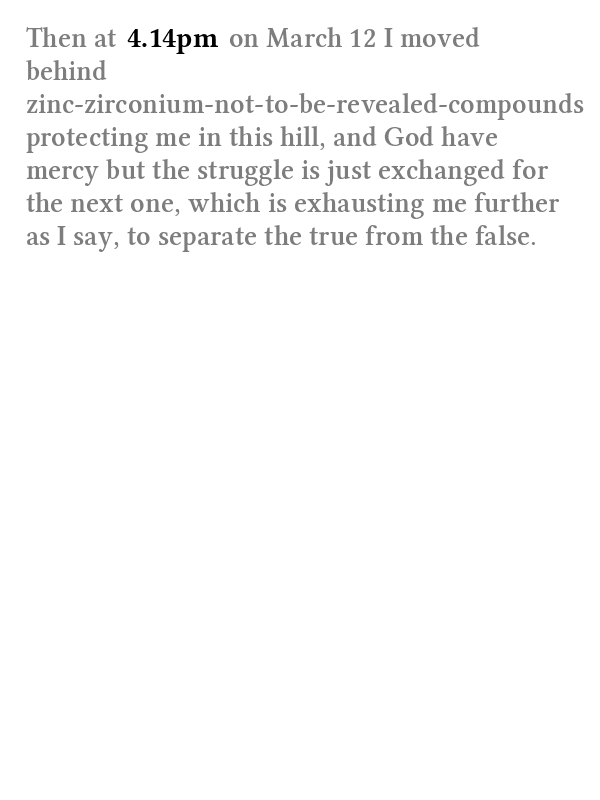 Then at 4.14pm on March 12 I moved
behind
zinc-zirconium-not-to-be-revealed-compounds
protecting me in this hill, and God have
mercy but the struggle is just exchanged for
the next one, which is exhausting me further
as I say, to separate the true from the false.